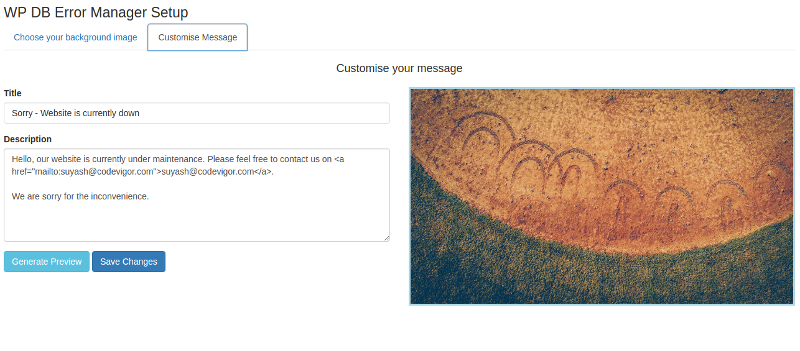 WP DB Error Manager Setup
Choose your background image
Customise Message
Customise your message
Title
Sorry - Website is currently down
Description
Hello, our website is currently under maintenance. Please feel free to contact us on <a
href="mailto:suyash@codevigor.com">suyash@codevigor.com</a>.
We are sorry for the inconvenience.
Generate Preview
Save Changes